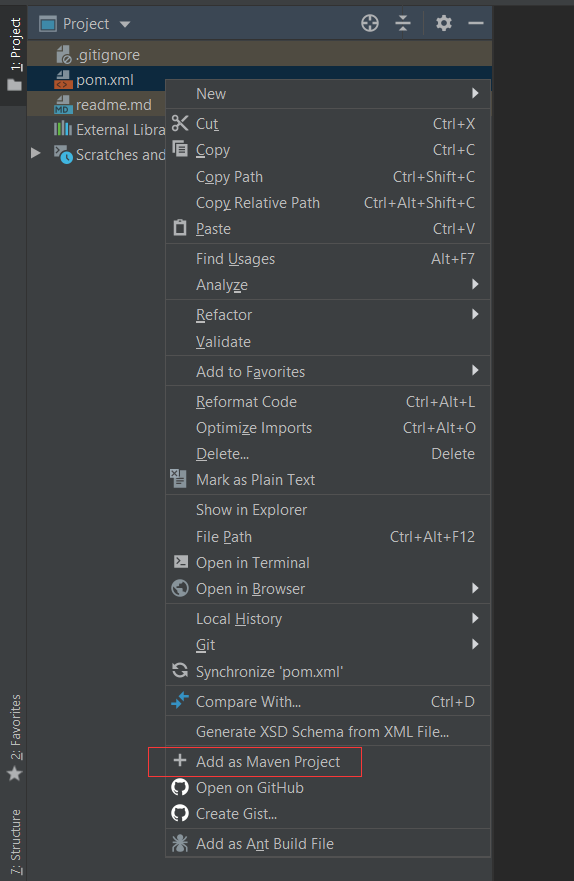 Project
1: Project
.gitignore
pom.xml
readme.md
External Libra
Scratches and
New
Cut Ctrl+X
Copy Ctrl+C
Copy Path Ctrl+Shift+C
Copy Relative Path Ctrl+Alt+Shift+C
Paste Ctrl+V
Find Usages Alt+F7
Analyze
Refactor
Validate
Add to Favorites
Reformat Code Ctrl+Alt+L
Optimize Imports Ctrl+Alt+O
Delete... Delete
Mark as Plain Text
Show in Explorer
File Path Ctrl+Alt+F12
Open in Terminal
Open in Browser
Local History
Git
Synchronize 'pom.xml'
Compare With... Ctrl+D
Generate XSD Schema from XML File...
Add as Maven Project
Open on GitHub
Create Gist...
Add as Ant Build File
2: Favorites
7: Structure
MD